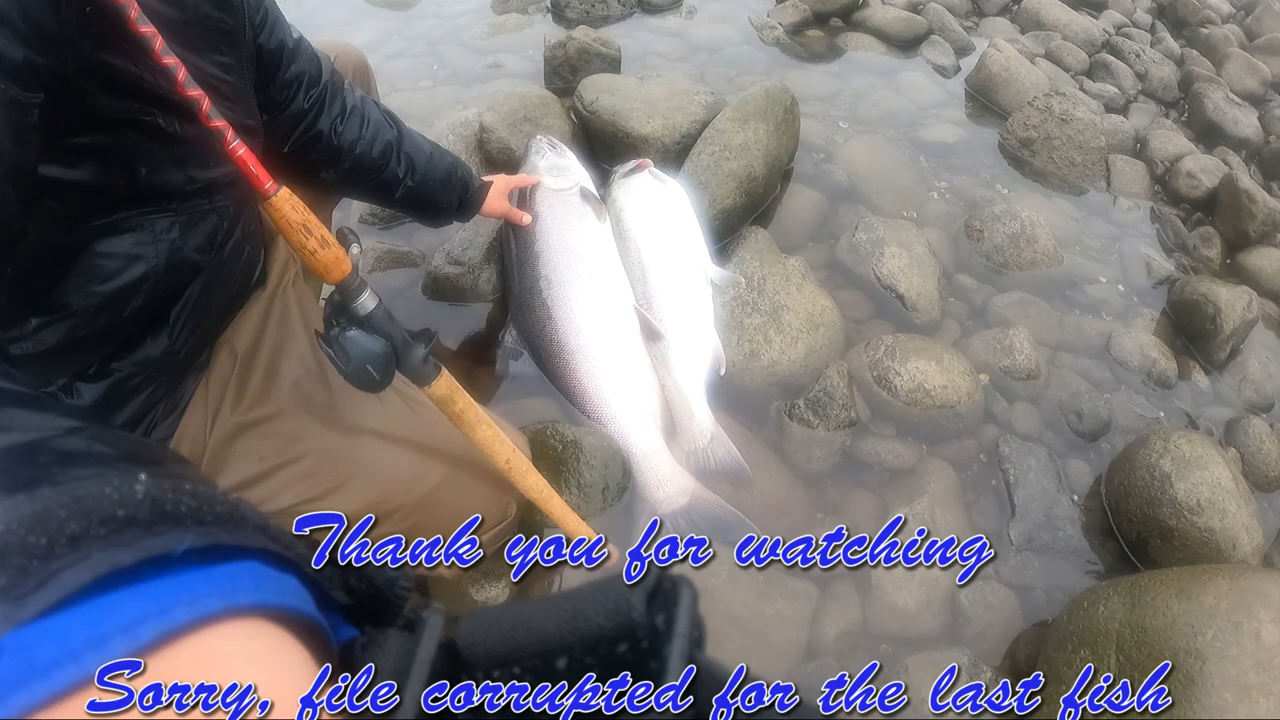 Thank you for watching
Sorry, file corrupted for the last fish